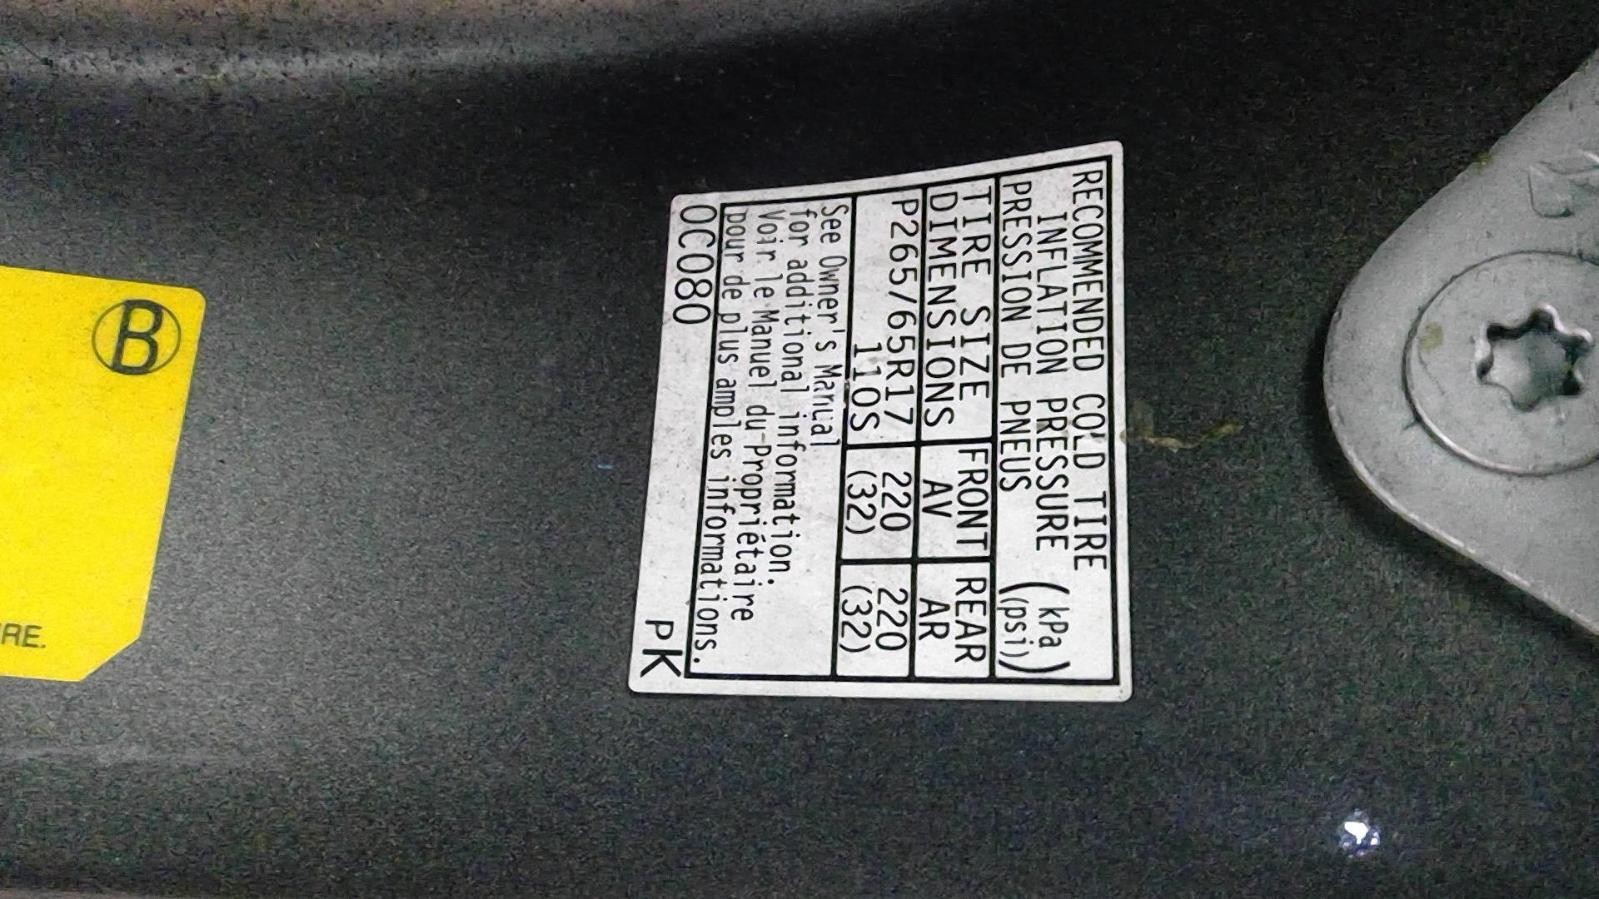 RECOMMENDED COLD TIRE
INFLATION PRESSURE (kPa)
PRESSION DE PNEUS (psi)
TIRE SIZE FRONT REAR
DIMENSIONS AV AR
P265/65R17 220 220
110S (32) (32)
See Owner's Manual
for additional information.
Voir le Manuel du Propriétaire
pour de plus amples informations.
0C080 PK
B